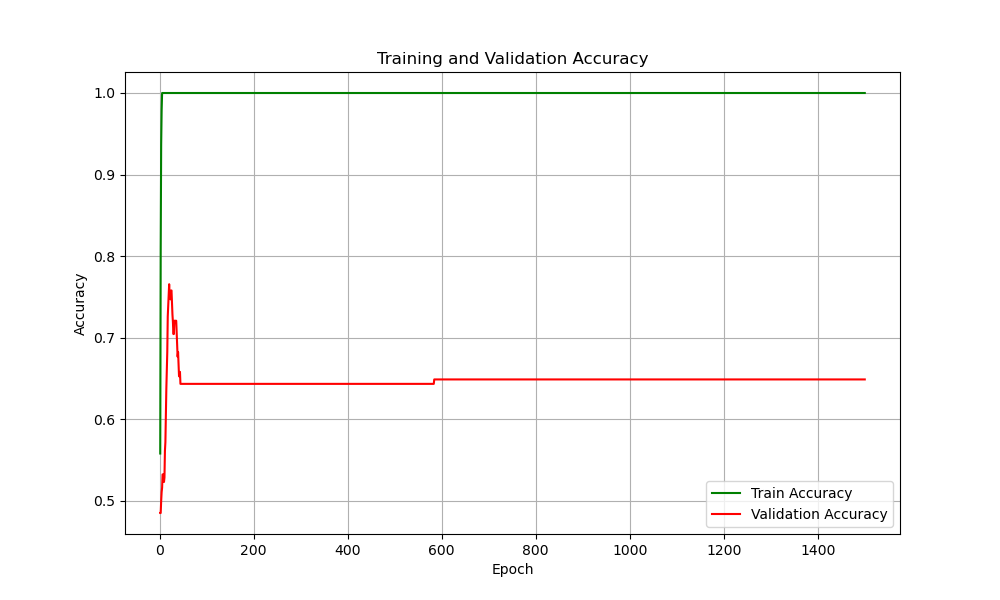 Training and Validation Accuracy
1.0
0.9
0.8
0.7
0.6
0.5
Accuracy
0 200 400 600 800 1000 1200 1400
Epoch
Train Accuracy
Validation Accuracy